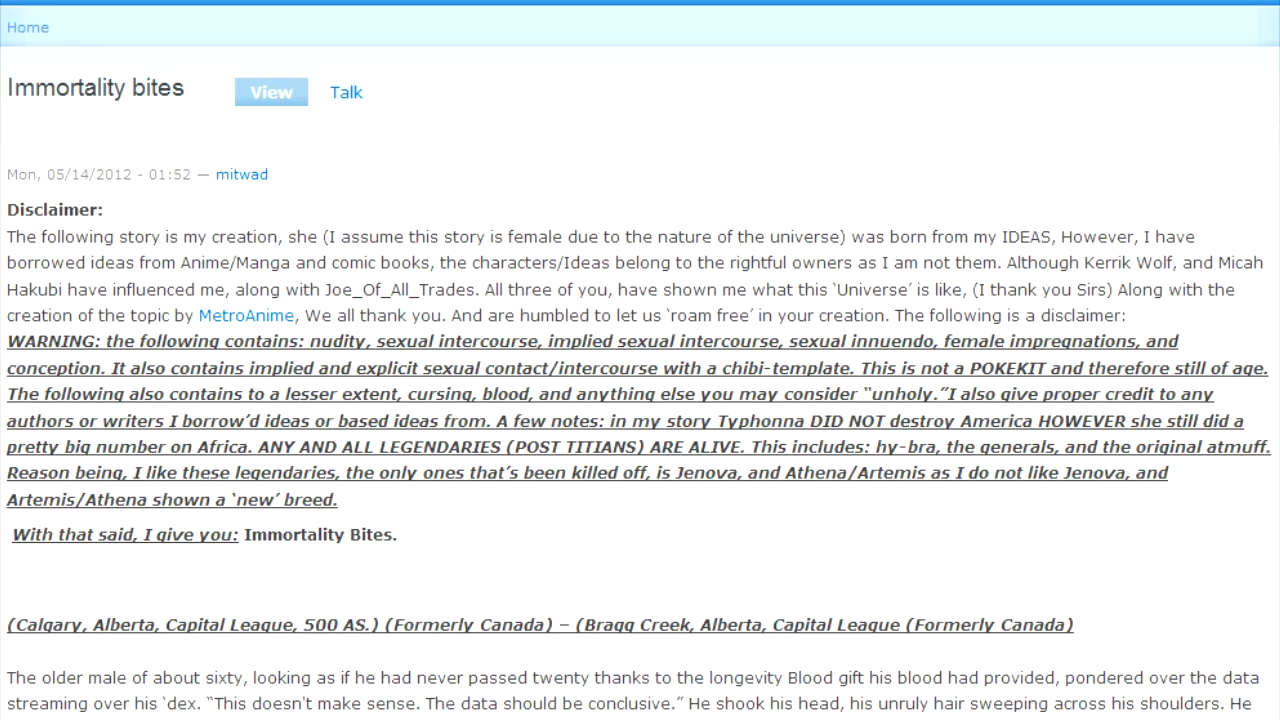 Home
Immortality bites
View
Talk
Mon, 05/14/2012 - 01:52 — mitwad
Disclaimer:
The following story is my creation, she (I assume this story is female due to the nature of the universe) was born from my IDEAS, However, I have
borrowed ideas from Anime/Manga and comic books, the characters/Ideas belong to the rightful owners as I am not them. Although Kerrik Wolf, and Micah
Hakubi have influenced me, along with Joe_Of_All_Trades. All three of you, have shown me what this ‘Universe’ is like, (I thank you Sirs) Along with the
creation of the topic by MetroAnime, We all thank you. And are humbled to let us ‘roam free’ in your creation. The following is a disclaimer:
WARNING: the following contains: nudity, sexual intercourse, implied sexual intercourse, sexual innuendo, female impregnations, and
conception. It also contains implied and explicit sexual contact/intercourse with a chibi-template. This is not a POKEKIT and therefore still of age.
The following also contains to a lesser extent, cursing, blood, and anything else you may consider “unholy.”I also give proper credit to any
authors or writers I borrow’d ideas or based ideas from. A few notes: in my story Typhonna DID NOT destroy America HOWEVER she still did a
pretty big number on Africa. ANY AND ALL LEGENDARIES (POST TITIANS) ARE ALIVE. This includes: hy-bra, the generals, and the original atmuff.
Reason being, I like these legendaries, the only ones that’s been killed off, is Jenova, and Athena/Artemis as I do not like Jenova, and
Artemis/Athena shown a ‘new’ breed.
With that said, I give you: Immortality Bites.
(Calgary, Alberta, Capital League, 500 AS.) (Formerly Canada) – (Bragg Creek, Alberta, Capital League (Formerly Canada)
The older male of about sixty, looking as if he had never passed twenty thanks to the longevity Blood gift his blood had provided, pondered over the data
streaming over his ‘dex. “This doesn't make sense. The data should be conclusive.” He shook his head, his unruly hair sweeping across his shoulders. He